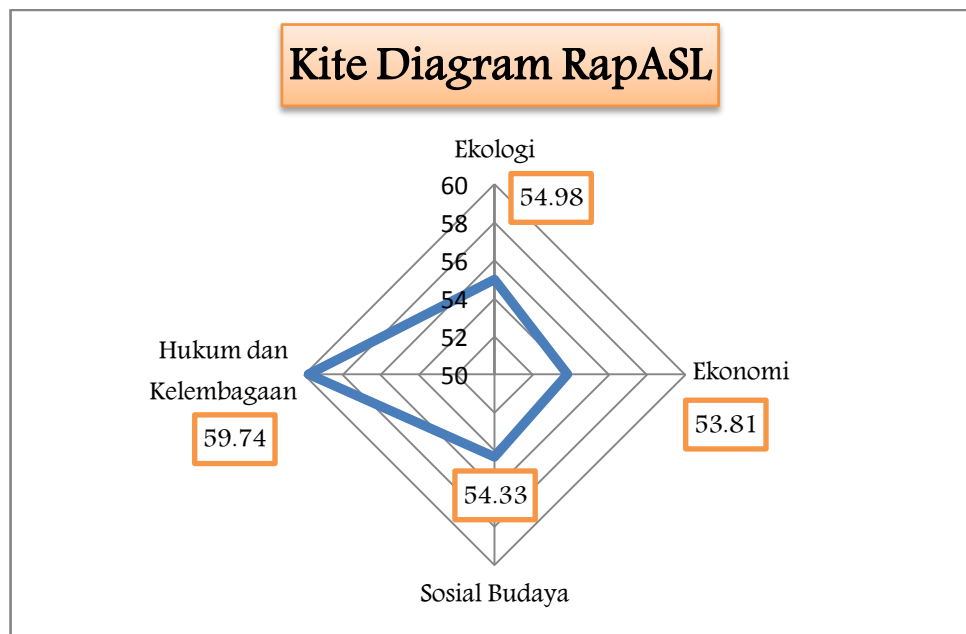 Kite Diagram RapASL
Ekologi
54.98
60
58
56
54
52
50
Hukum dan
Kelembagaan
59.74
Ekonomi
53.81
54.33
Sosial Budaya